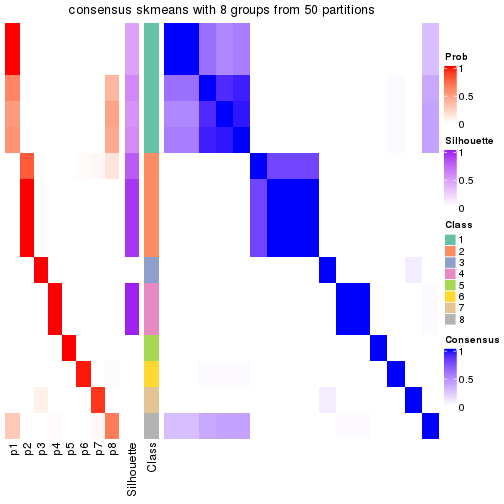 consensus skmeans with 8 groups from 50 partitions
p1
p2
p3
p4
p5
p6
p7
p8
Silhouette
Class
Prob
1
0.5
0
Silhouette
1
0.5
0
Class
1
2
3
4
5
6
7
8
Consensus
1
0.5
0